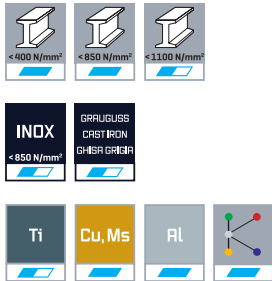 <400 N/mm² <850 N/mm² <1100 N/mm²
INOX
<850 N/mm²
GRAUGUSS
CAST IRON
GHISA GRIGIA
Ti Cu, Ms Al